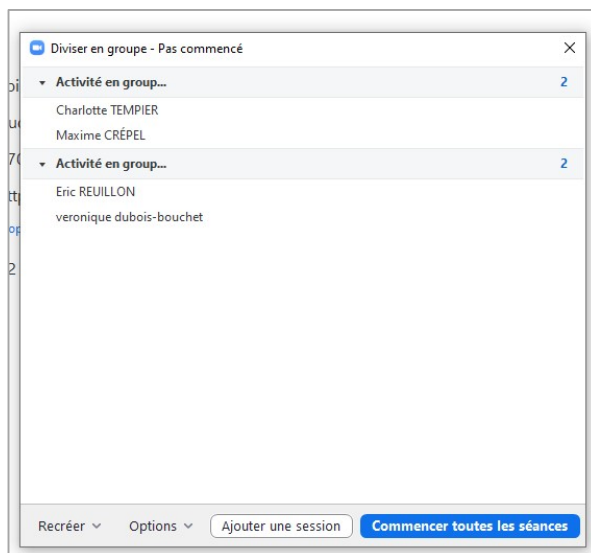 Diviser en groupe - Pas commencé
Activité en group... 2
Charlotte TEMPIER
Maxime CRÉPEL
Activité en group... 2
Eric REUILLON
veronique dubois-bouchet
Recréer Options Ajouter une session Commencer toutes les séances